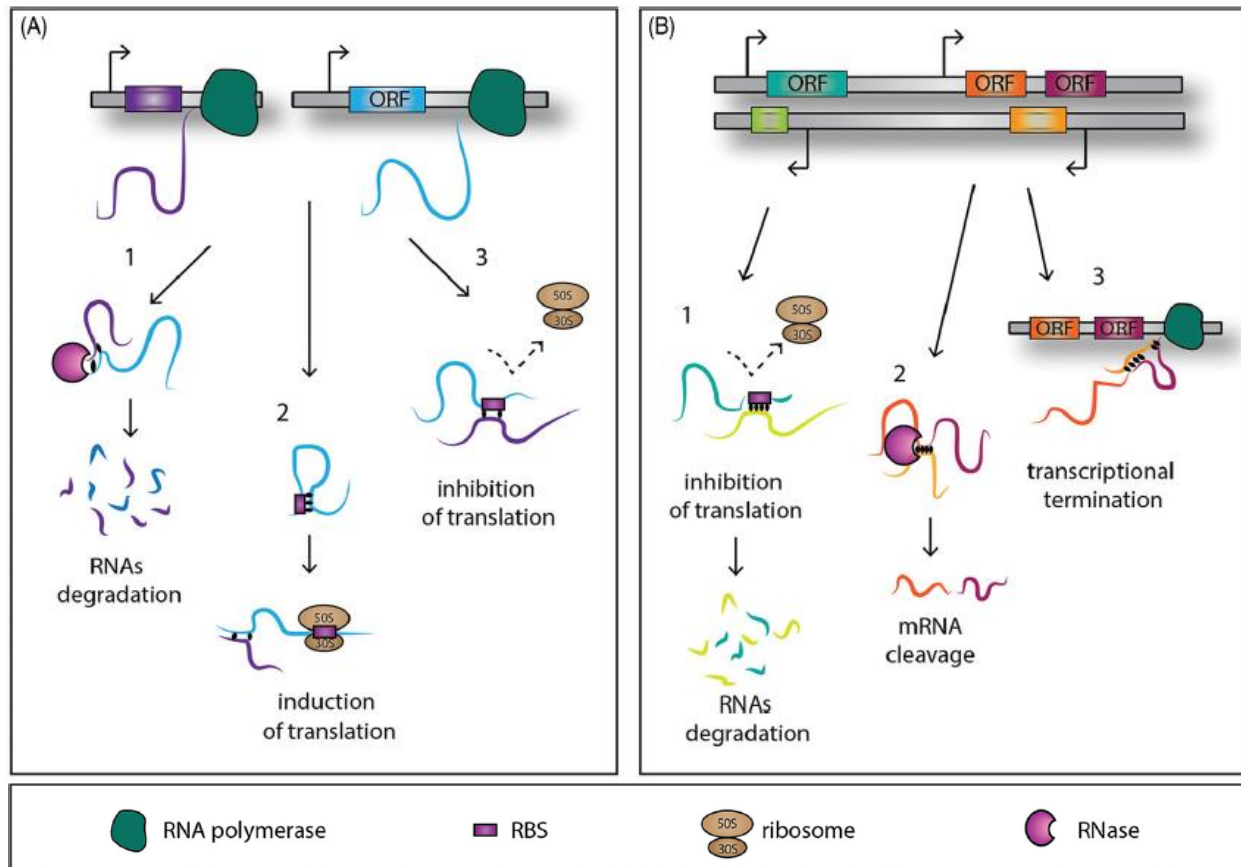 (A)
ORF
1
3
50S
30S
2
RNAs
degradation
inhibition
of translation
50S
30S
induction
of translation
(B)
ORF
ORF
ORF
1
50S
30S
2
3
ORF
ORF
inhibition
of translation
transcriptional
termination
mRNA
cleavage
RNAs
degradation
RNA polymerase
RBS
50S
30S
ribosome
RNase